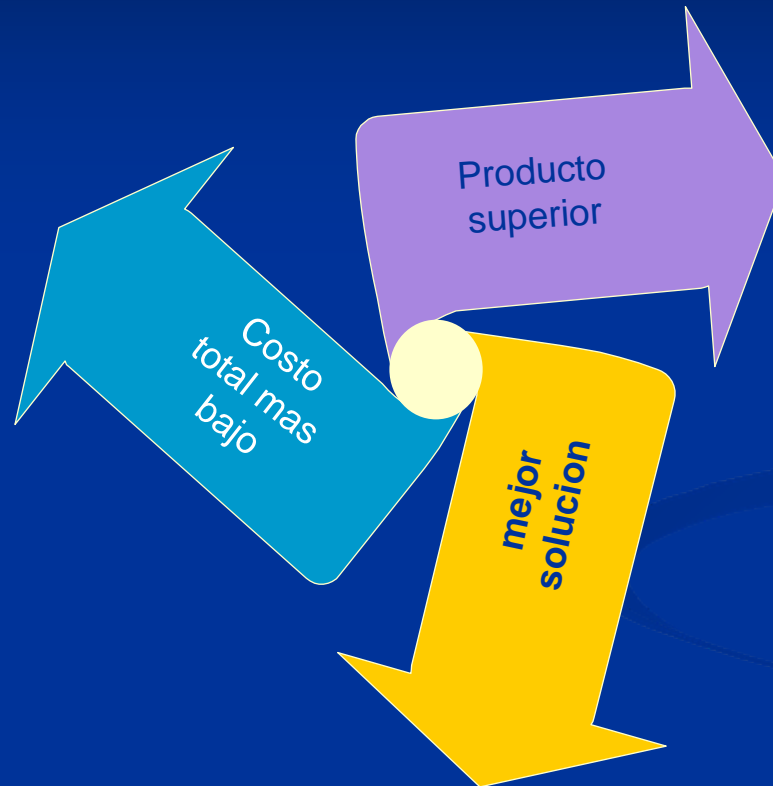 Producto
superior
Costo
total mas
bajo
mejor
solucion